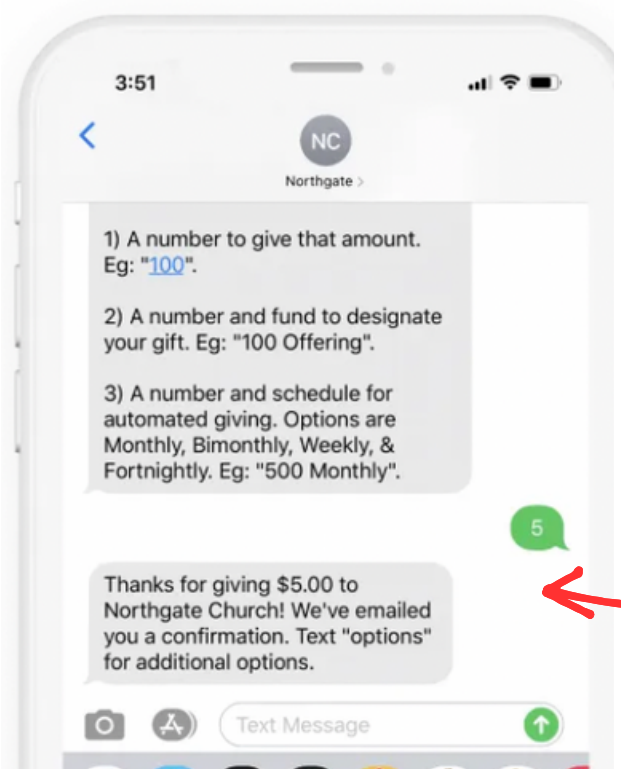 3:51
NC
Northgate >
1) A number to give that amount.
Eg: "100".
2) A number and fund to designate
your gift. Eg: "100 Offering".
3) A number and schedule for
automated giving. Options are
Monthly, Bimonthly, Weekly, &
Fortnightly. Eg: "500 Monthly".
5
Thanks for giving $5.00 to
Northgate Church! We've emailed
you a confirmation. Text "options"
for additional options.
Text Message